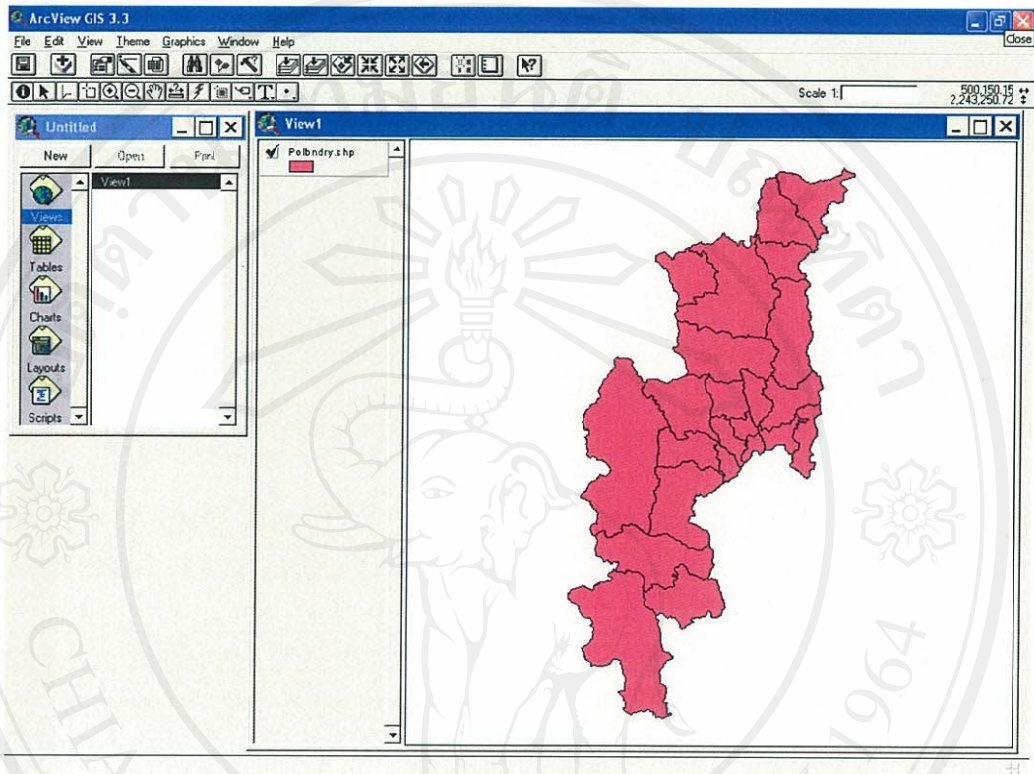 ArcView GIS 3.3
File Edit View Theme Graphics Window Help
Close
Scale 1:
500,150.15
2,243,250.72
Untitled
New Open Print
View1
Views
Tables
Charts
Layouts
Scripts
View1
Polbndry.shp
1964